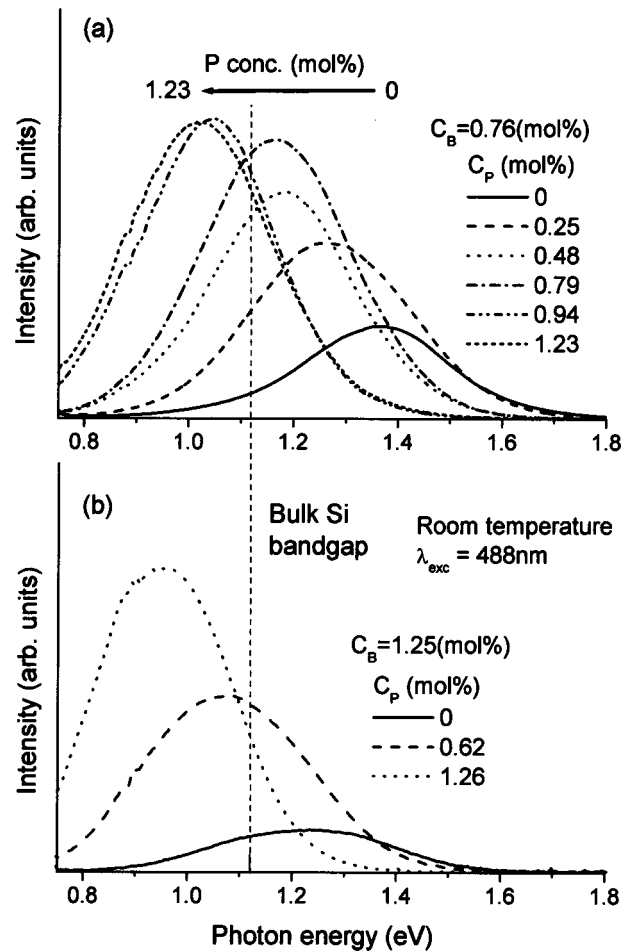 (a)
P conc. (mol%)
1.23 0
C_B=0.76(mol%)
C_P (mol%)
0
0.25
0.48
0.79
0.94
1.23
Intensity (arb. units)
0.8 1.0 1.2 1.4 1.6 1.8
(b)
Bulk Si
bandgap
Room temperature
λ_exc = 488nm
C_B=1.25(mol%)
C_P (mol%)
0
0.62
1.26
Intensity (arb. units)
0.8 1.0 1.2 1.4 1.6 1.8
Photon energy (eV)